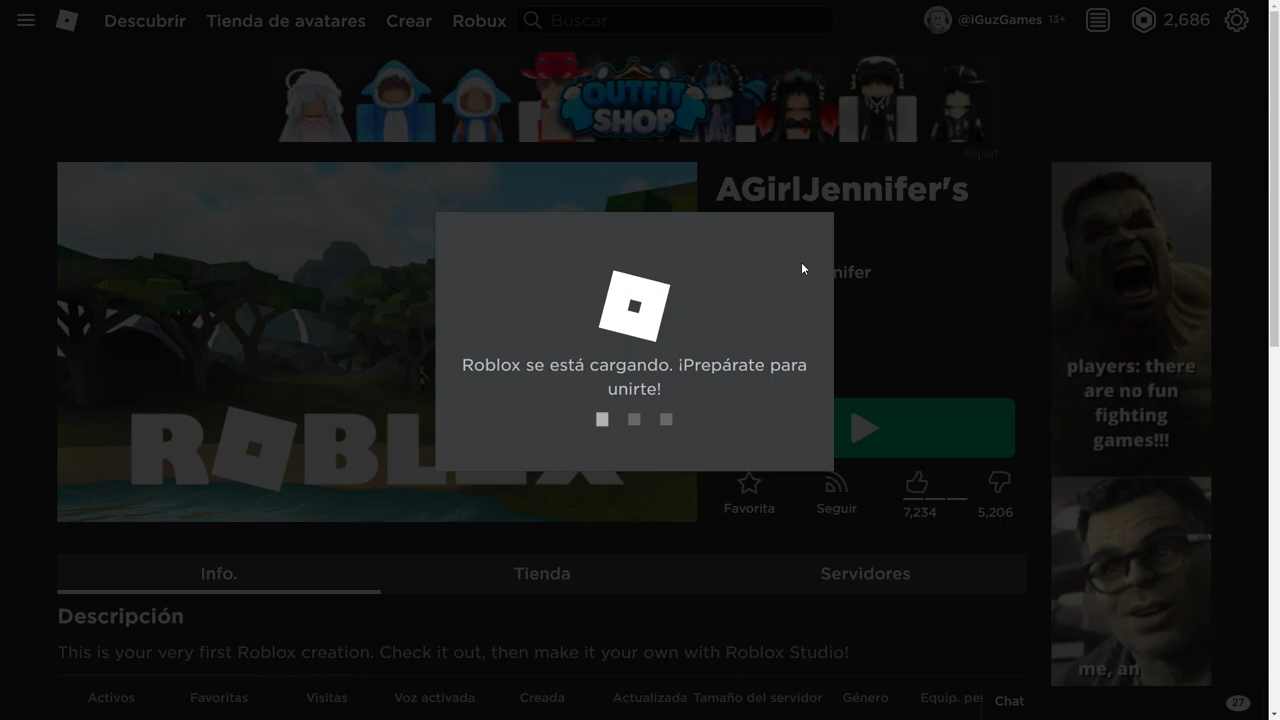 Descubrir
Tienda de avatares
Crear
Robux
Buscar
@iGuzGames 13+
2,686
OUTFIT
SHOP
Report
AGirlJennifer's
nifer
ROBLOX
Roblox se está cargando. ¡Prepárate para
unirte!
players: there
are no fun
fighting
games!!!
Favorita
Seguir
7,234
5,206
Info.
Tienda
Servidores
Descripción
This is your very first Roblox creation. Check it out, then make it your own with Roblox Studio!
me, an
Activos
Favoritas
Visitas
Voz activada
Creada
Actualizada
Tamaño del servidor
Género
Equip. pe
Chat
27